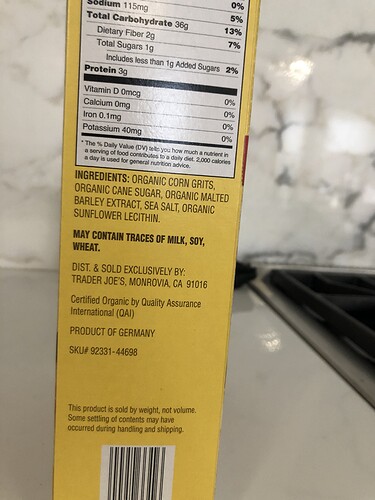 Sodium 115mg 0%
5%
Total Carbohydrate 36g 13%
Dietary Fiber 2g 7%
Total Sugars 1g
Includes less than 1g Added Sugars 2%
Protein 3g
Vitamin D 0mcg 0%
Calcium 0mg 0%
Iron 0.1mg 0%
Potassium 40mg 0%
* The % Daily Value (DV) tells you how much a nutrient in
a serving of food contributes to a daily diet. 2,000 calories
a day is used for general nutrition advice.
INGREDIENTS: ORGANIC CORN GRITS,
ORGANIC CANE SUGAR, ORGANIC MALTED
BARLEY EXTRACT, SEA SALT, ORGANIC
SUNFLOWER LECITHIN.
MAY CONTAIN TRACES OF MILK, SOY,
WHEAT.
DIST. & SOLD EXCLUSIVELY BY:
TRADER JOE'S, MONROVIA, CA 91016
Certified Organic by Quality Assurance
International (QAI)
PRODUCT OF GERMANY
SKU# 92331-44698
This product is sold by weight, not volume.
Some settling of contents may have
occurred during handling and shipping.